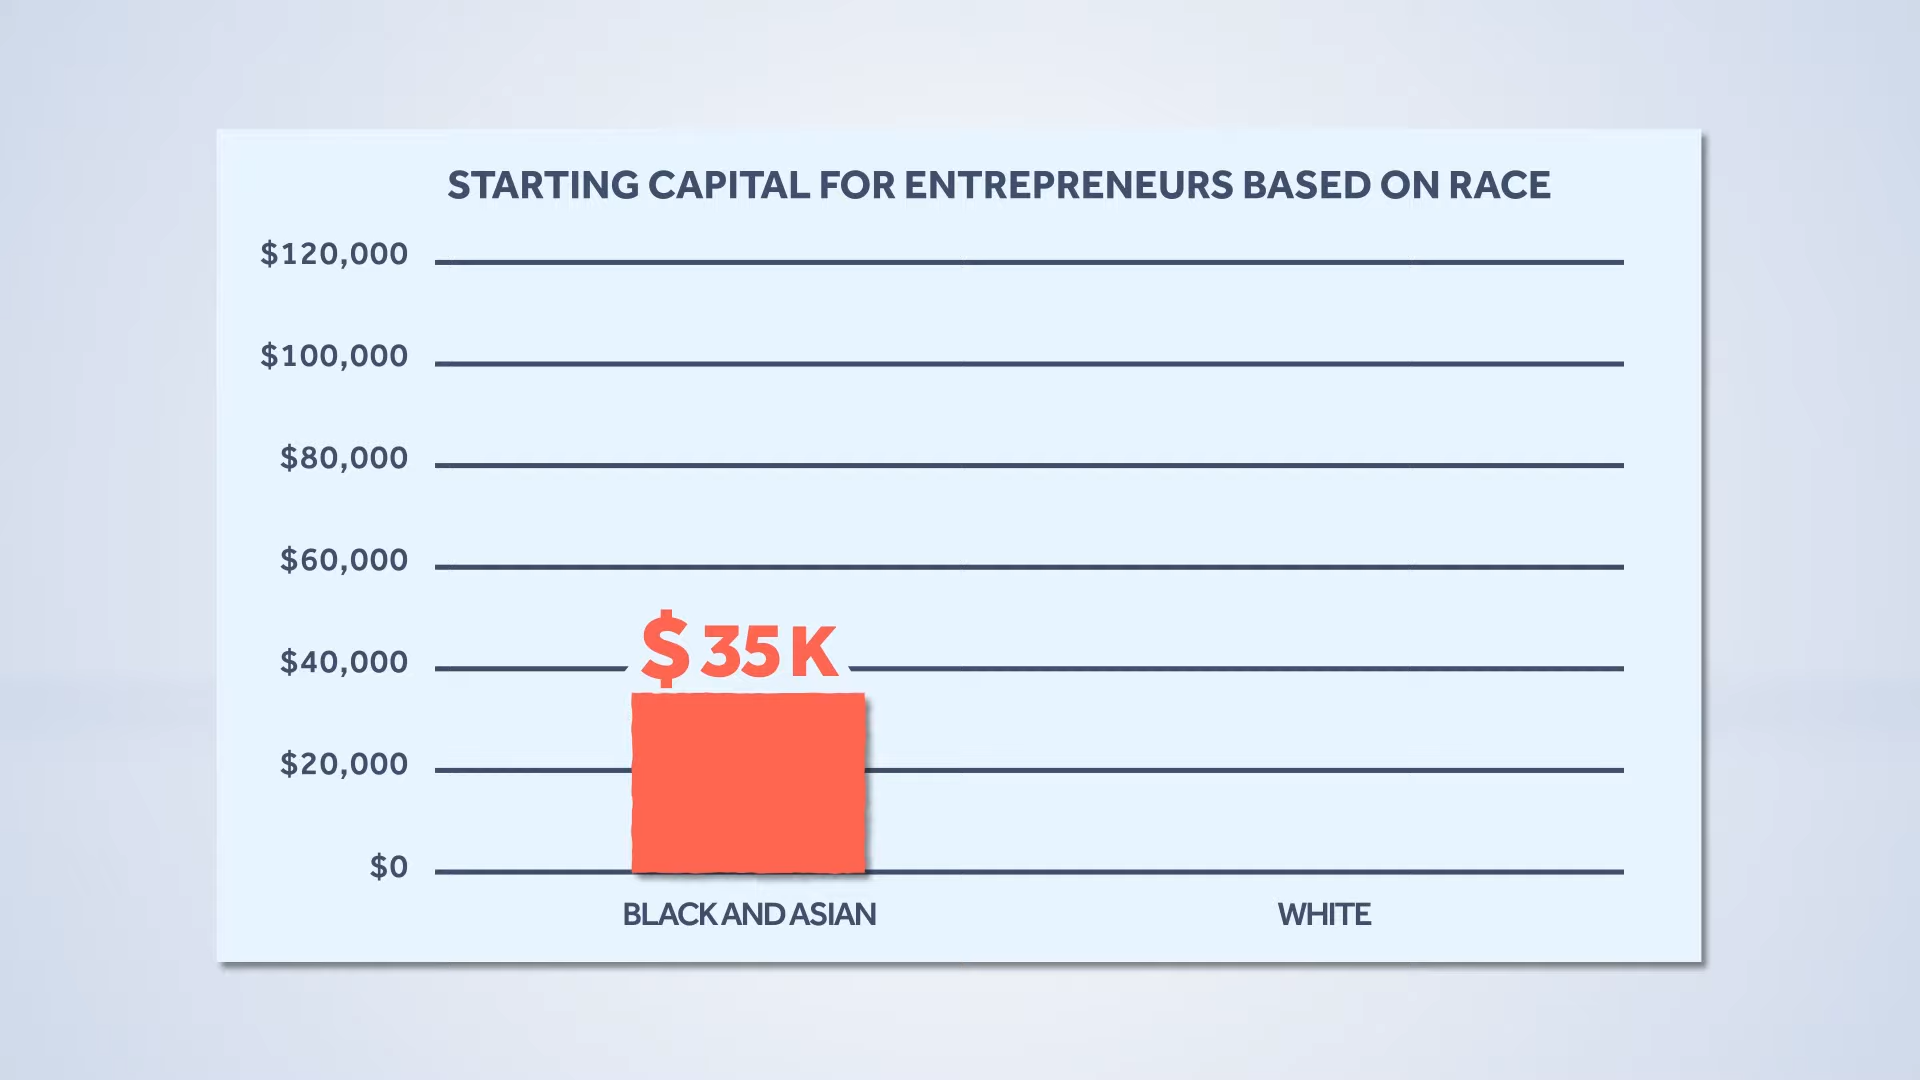 STARTING CAPITAL FOR ENTREPRENEURS BASED ON RACE
$120,000
$100,000
$80,000
$60,000
$40,000
$20,000
$0
$35K
BLACK AND ASIAN
WHITE